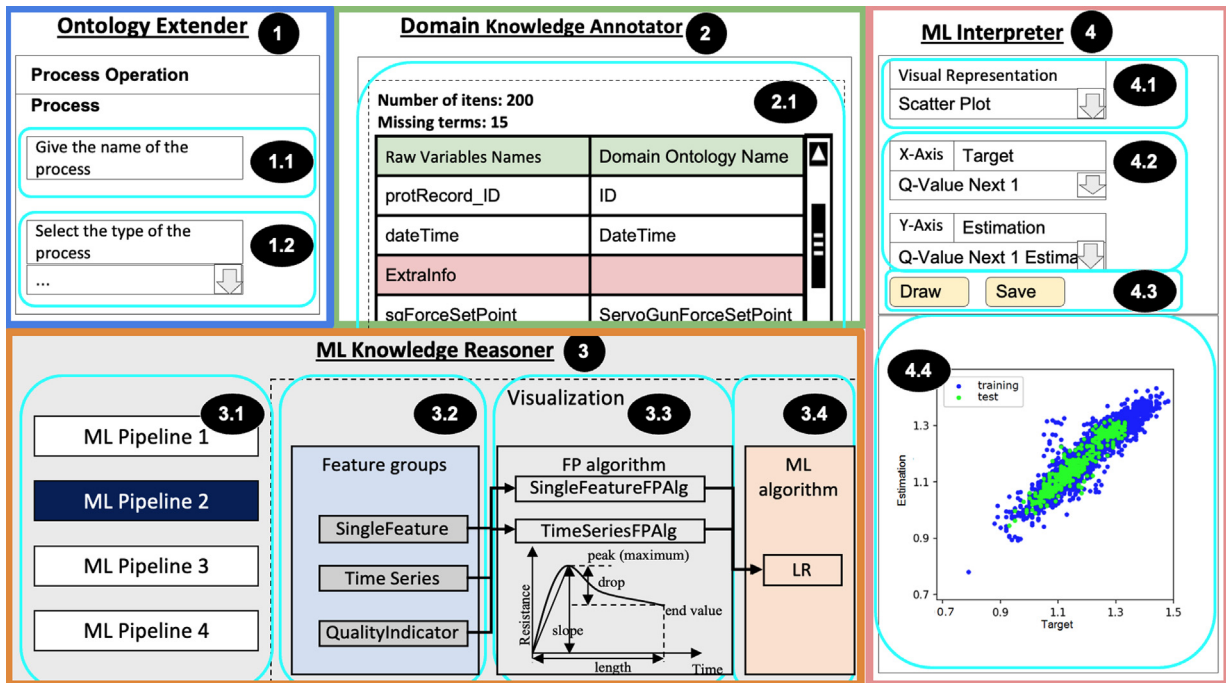 Ontology Extender 1
Process Operation
Process
Give the name of the
process
1.1
Select the type of the
process
1.2
...
Domain Knowledge Annotator 2
2.1
Number of itens: 200
Missing terms: 15
Raw Variables Names Domain Ontology Name
protRecord_ID ID
dateTime DateTime
ExtraInfo
sgForceSetPoint ServoGunForceSetPoint
ML Knowledge Reasoner 3
3.1
ML Pipeline 1
ML Pipeline 2
ML Pipeline 3
ML Pipeline 4
Visualization
3.2
Feature groups
SingleFeature
Time Series
QualityIndicator
3.3
FP algorithm
SingleFeatureFPAlg
TimeSeriesFPAlg
peak (maximum)
drop
end value
slope
Resistance
length
Time
3.4
ML
algorithm
LR
ML Interpreter 4
Visual Representation
Scatter Plot
4.1
X-Axis Target
Q-Value Next 1
4.2
Y-Axis Estimation
Q-Value Next 1 Estima
Draw Save 4.3
4.4
training
test
1.3
1.1
0.9
0.7
Estimation
0.7 0.9 1.1 1.3 1.5
Target